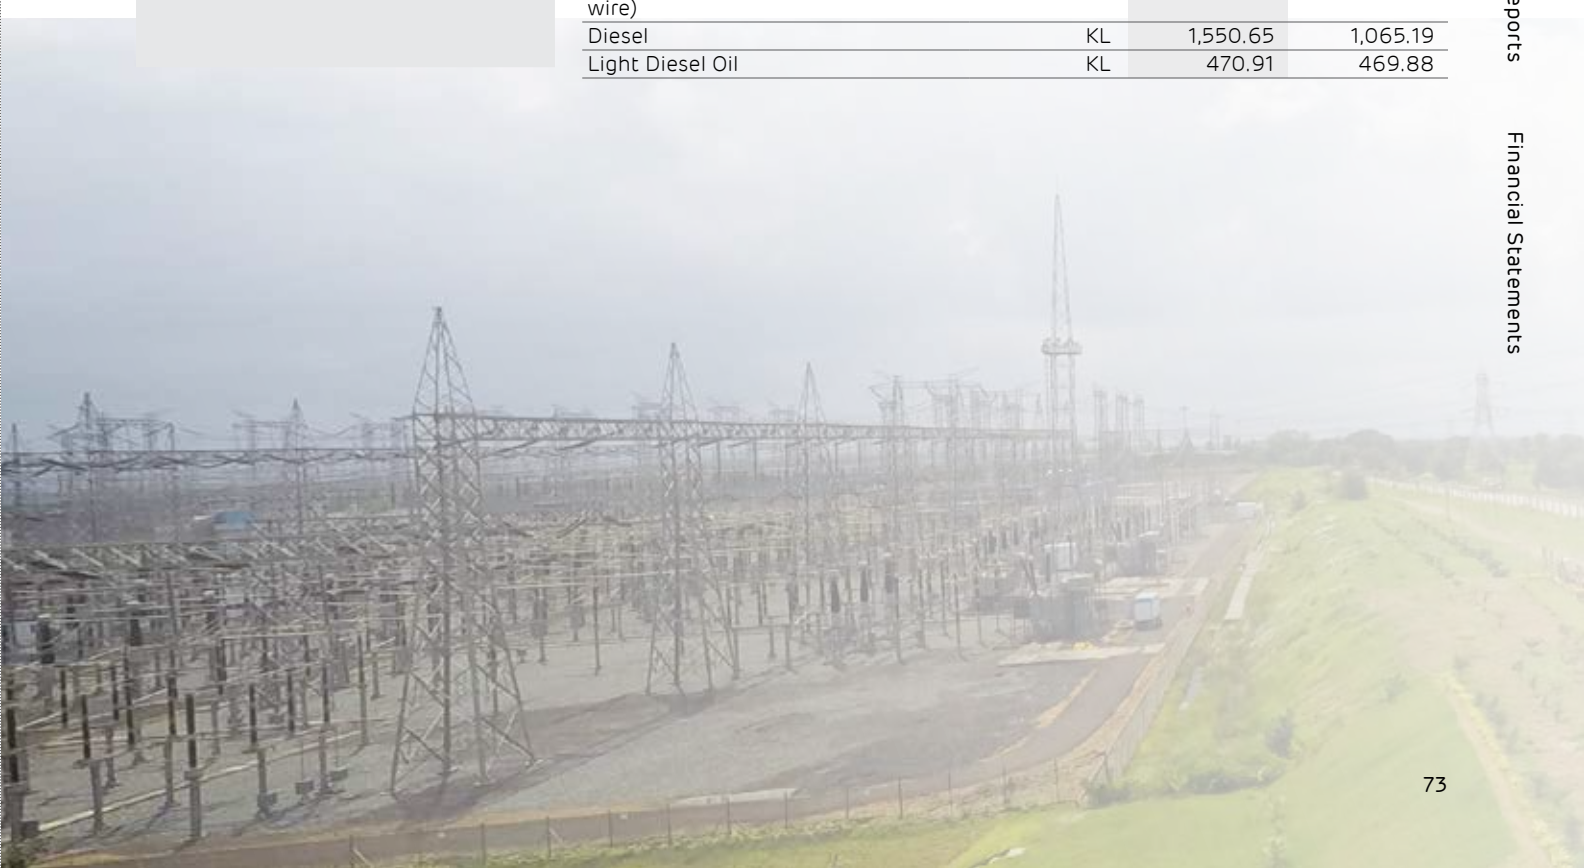 wire)
Diesel KL 1,550.65 1,065.19
Light Diesel Oil KL 470.91 469.88
eports
Financial Statements
73